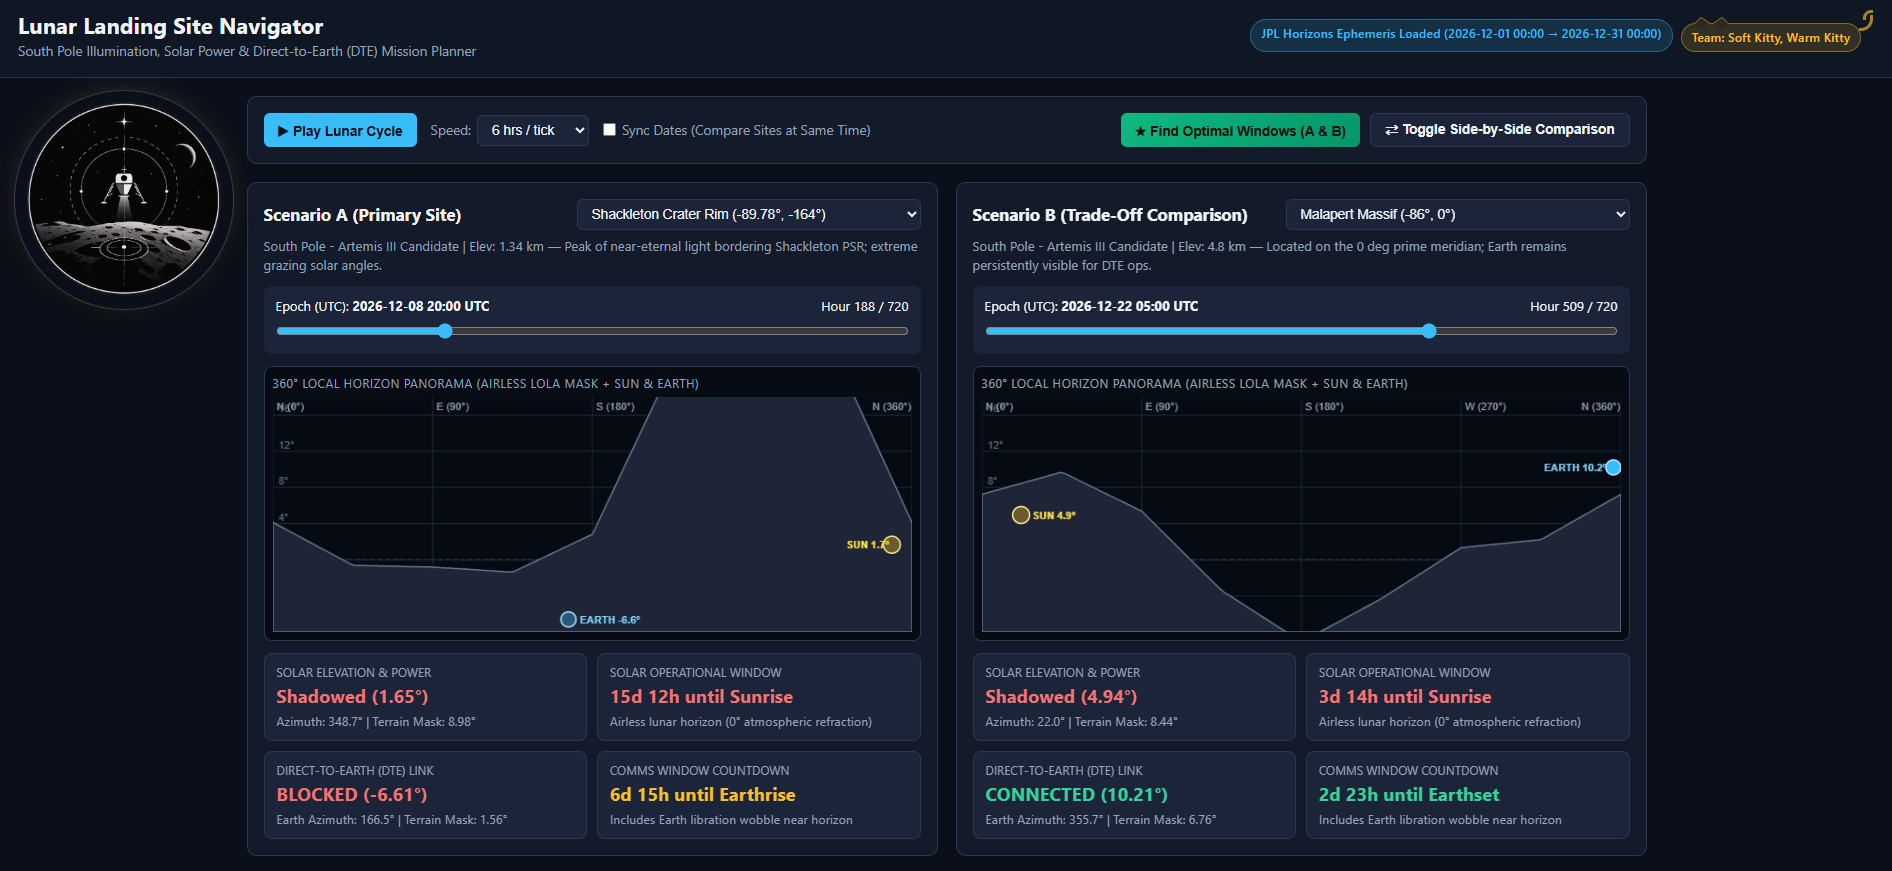 Lunar Landing Site Navigator
South Pole Illumination, Solar Power & Direct-to-Earth (DTE) Mission Planner
JPL Horizons Ephemeris Loaded (2026-12-01 00:00 → 2026-12-31 00:00)
Team: Soft Kitty, Warm Kitty
▶ Play Lunar Cycle
Speed:
6 hrs / tick
Sync Dates (Compare Sites at Same Time)
★ Find Optimal Windows (A & B)
⇄ Toggle Side-by-Side Comparison
Scenario A (Primary Site)
Shackleton Crater Rim (-89.78°, -164°)
South Pole - Artemis III Candidate | Elev: 1.34 km — Peak of near-eternal light bordering Shackleton PSR; extreme
grazing solar angles.
Epoch (UTC): 2026-12-08 20:00 UTC
Hour 188 / 720
360° LOCAL HORIZON PANORAMA (AIRLESS LOLA MASK + SUN & EARTH)
N (0°)
E (90°)
S (180°)
N (360°)
12°
8°
4°
SUN 1.7°
EARTH -6.6°
SOLAR ELEVATION & POWER
Shadowed (1.65°)
Azimuth: 348.7° | Terrain Mask: 8.98°
SOLAR OPERATIONAL WINDOW
15d 12h until Sunrise
Airless lunar horizon (0° atmospheric refraction)
DIRECT-TO-EARTH (DTE) LINK
BLOCKED (-6.61°)
Earth Azimuth: 166.5° | Terrain Mask: 1.56°
COMMS WINDOW COUNTDOWN
6d 15h until Earthrise
Includes Earth libration wobble near horizon
Scenario B (Trade-Off Comparison)
Malapert Massif (-86°, 0°)
South Pole - Artemis III Candidate | Elev: 4.8 km — Located on the 0 deg prime meridian; Earth remains
persistently visible for DTE ops.
Epoch (UTC): 2026-12-22 05:00 UTC
Hour 509 / 720
360° LOCAL HORIZON PANORAMA (AIRLESS LOLA MASK + SUN & EARTH)
N (0°)
E (90°)
S (180°)
W (270°)
N (360°)
12°
8°
EARTH 10.2°
SUN 4.9°
SOLAR ELEVATION & POWER
Shadowed (4.94°)
Azimuth: 22.0° | Terrain Mask: 8.44°
SOLAR OPERATIONAL WINDOW
3d 14h until Sunrise
Airless lunar horizon (0° atmospheric refraction)
DIRECT-TO-EARTH (DTE) LINK
CONNECTED (10.21°)
Earth Azimuth: 355.7° | Terrain Mask: 6.76°
COMMS WINDOW COUNTDOWN
2d 23h until Earthset
Includes Earth libration wobble near horizon